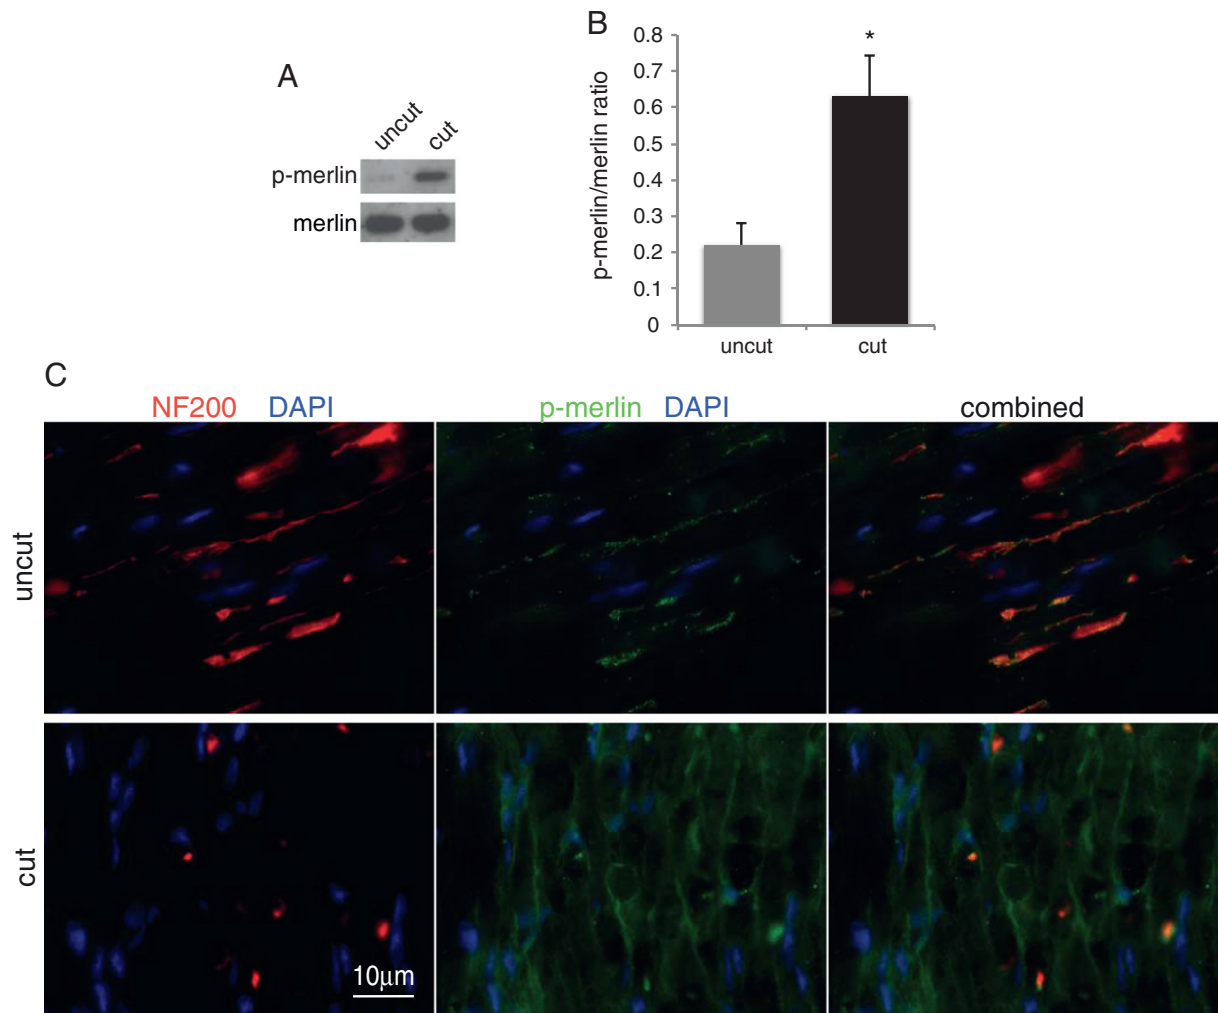 A
uncut
cut
p-merlin
merlin
B
p-merlin/merlin ratio
0.8
0.7
0.6
0.5
0.4
0.3
0.2
0.1
0
*
uncut
cut
C
NF200 DAPI
p-merlin DAPI
combined
uncut
cut
10μm